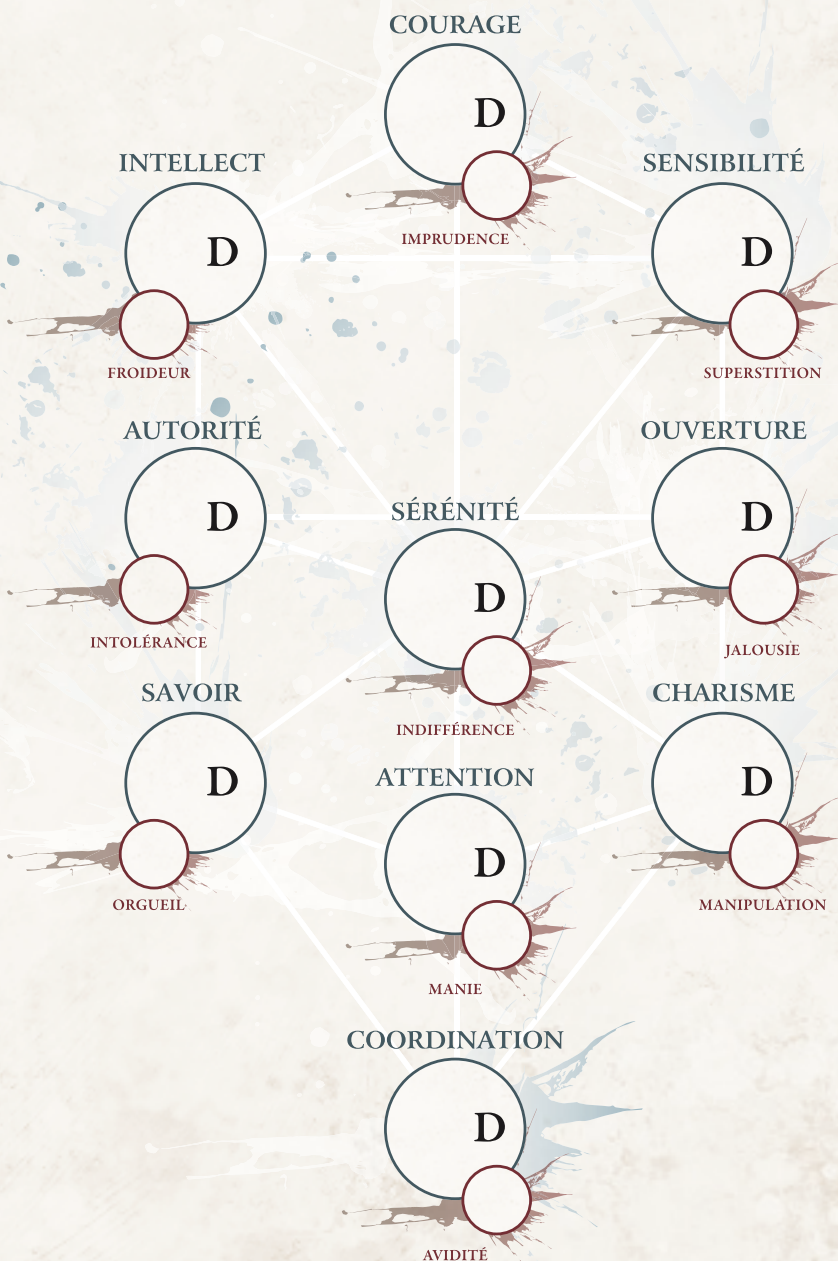 COURAGE
D
IMPRUDENCE
INTELLECT
D
FROIDEUR
SENSIBILITÉ
D
SUPERSTITION
AUTORITÉ
D
INTOLÉRANCE
OUVERTURE
D
JALOUSIE
SÉRÉNITÉ
D
INDIFFÉRENCE
SAVOIR
D
ORGUEIL
CHARISME
D
MANIPULATION
ATTENTION
D
MANIE
COORDINATION
D
AVIDITÉ